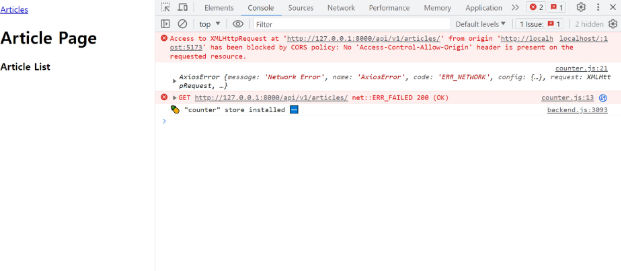 Articles
Article Page
Article List
Elements Console Sources Network Performance Memory Application 2 1
top Filter Default levels 1 Issue: 1 2 hidden
Access to XMLHttpRequest at 'http://127.0.0.1:8000/api/v1/articles/' from origin 'http://localh localhost/:1
ost:5173' has been blocked by CORS policy: No 'Access-Control-Allow-Origin' header is present on the
requested resource.
counter.js:21
AxiosError {message: 'Network Error', name: 'AxiosError', code: 'ERR_NETWORK', config: {…}, request: XMLHtt
pRequest, …}
GET http://127.0.0.1:8000/api/v1/articles/ net::ERR_FAILED 200 (OK) counter.js:13
"counter" store installed backend.js:3093